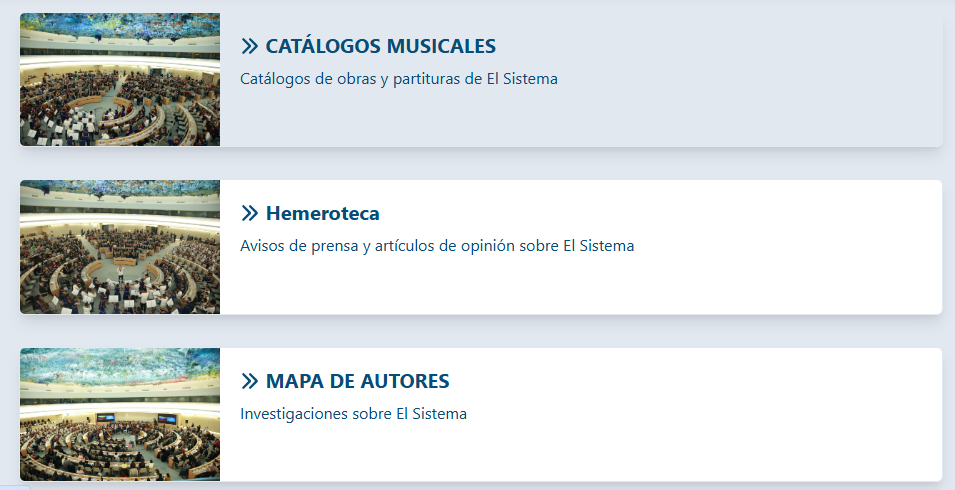 CATÁLOGOS MUSICALES
Catálogos de obras y partituras de El Sistema
Hemeroteca
Avisos de prensa y artículos de opinión sobre El Sistema
MAPA DE AUTORES
Investigaciones sobre El Sistema